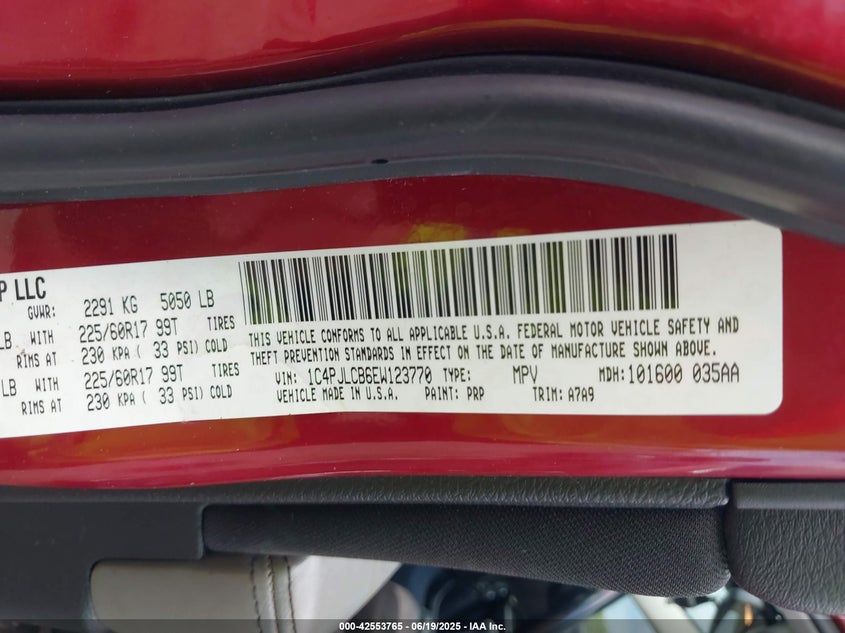 P LLC
GVWR: 2291 KG 5050 LB
LB WITH 225/60R17 99T TIRES
RIMS AT 230 KPA ( 33 PSI) COLD
LB WITH 225/60R17 99T TIRES
RIMS AT 230 KPA ( 33 PSI) COLD
THIS VEHICLE CONFORMS TO ALL APPLICABLE U.S.A. FEDERAL MOTOR VEHICLE SAFETY AND
THEFT PREVENTION STANDARDS IN EFFECT ON THE DATE OF MANUFACTURE SHOWN ABOVE.
VIN: 1C4PJLCB6EW123770 TYPE: MPV MDH: 101600 035AA
VEHICLE MADE IN U.S.A. PAINT: PRP TRIM: A7A9
000-42553765 - 06/19/2025 - IAA Inc.